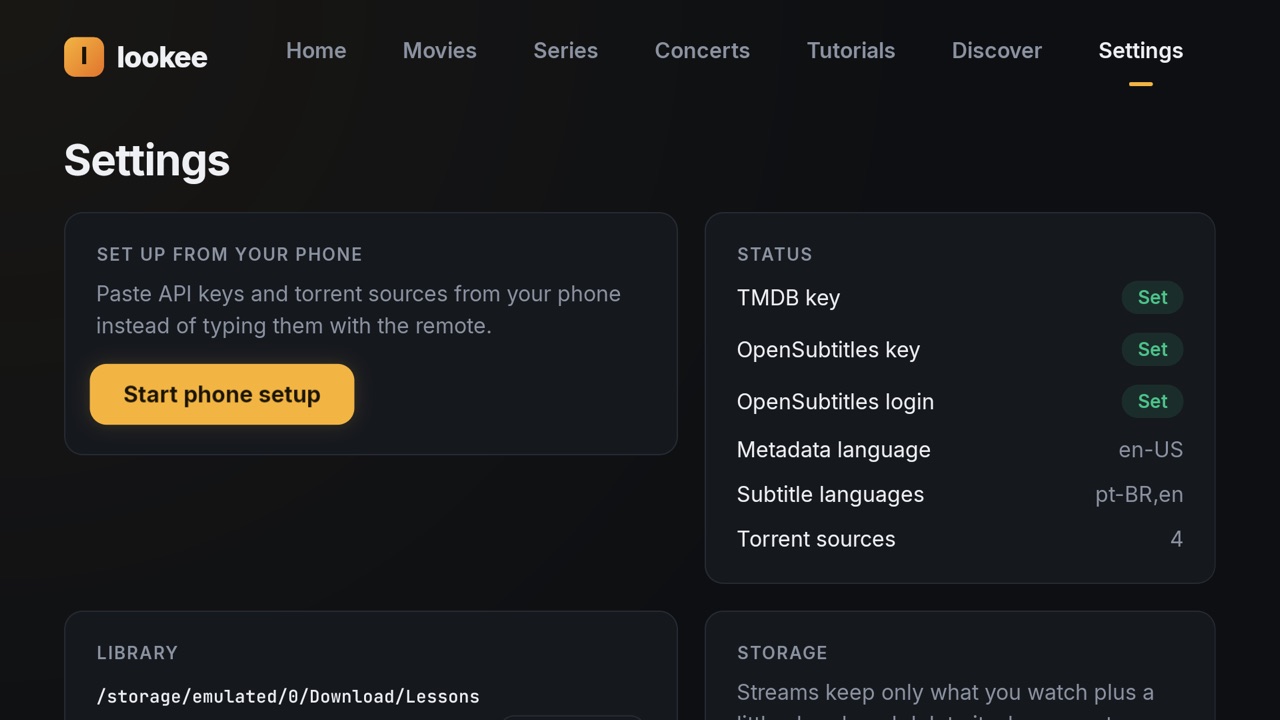 l lookee Home Movies Series Concerts Tutorials Discover Settings
Settings
SET UP FROM YOUR PHONE
Paste API keys and torrent sources from your phone
instead of typing them with the remote.
Start phone setup
STATUS
TMDB key Set
OpenSubtitles key Set
OpenSubtitles login Set
Metadata language en-US
Subtitle languages pt-BR,en
Torrent sources 4
LIBRARY
/storage/emulated/0/Download/Lessons
STORAGE
Streams keep only what you watch plus a